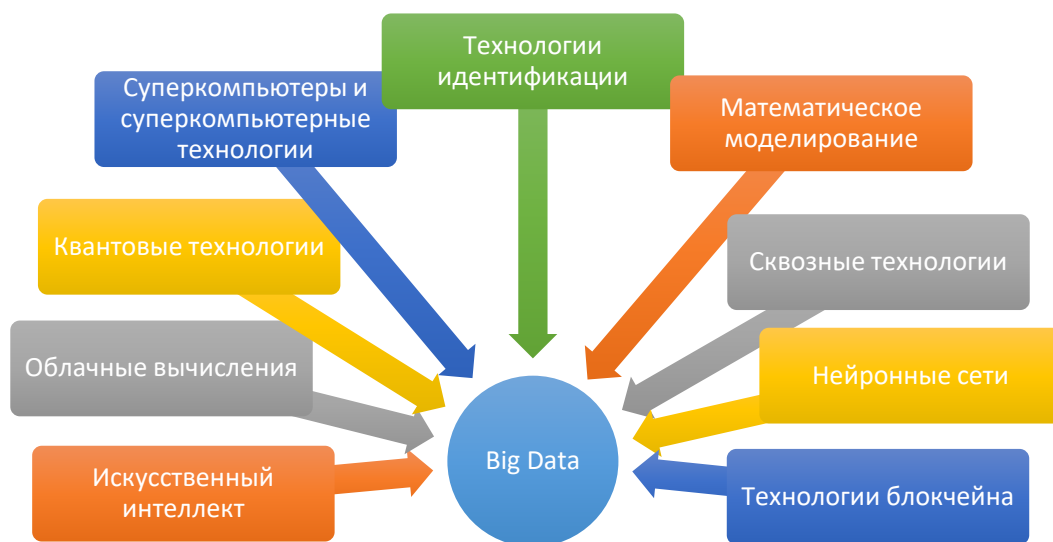 Технологии
идентификации
Суперкомпьютеры и
суперкомпьютерные
технологии
Математическое
моделирование
Квантовые технологии
Сквозные технологии
Облачные вычисления
Нейронные сети
Искусственный
интеллект
Big Data
Технологии блокчейна